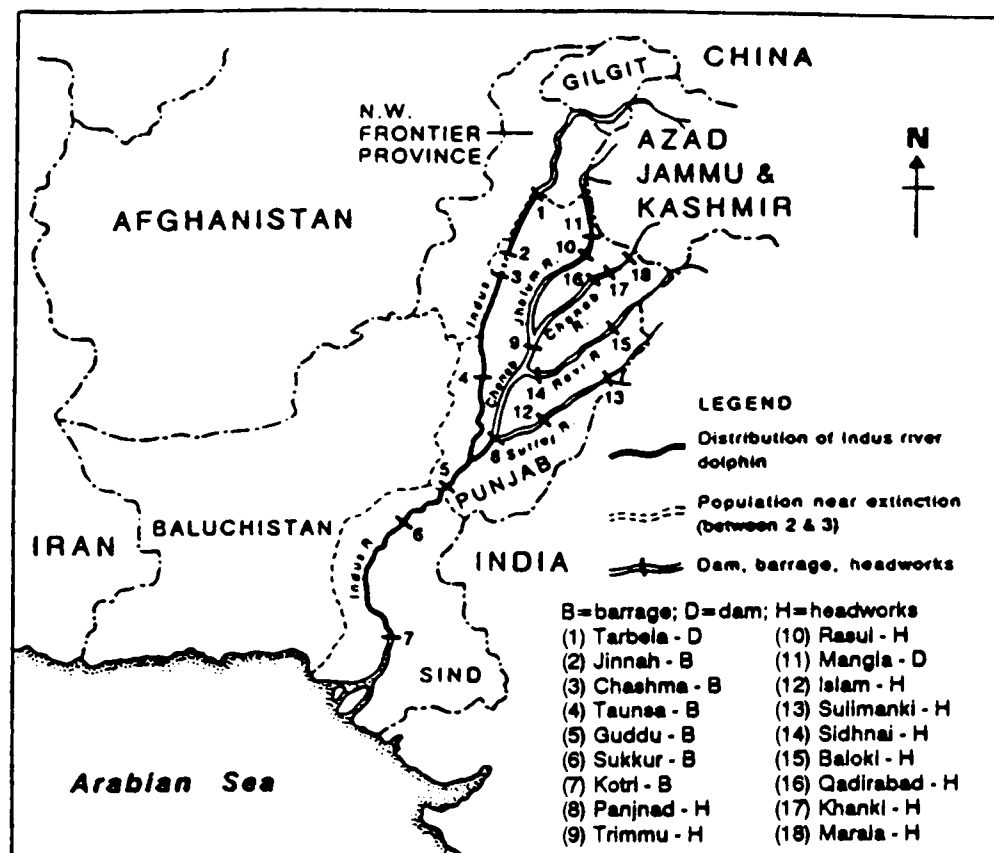 CHINA
GILGIT
N.W.
FRONTIER
PROVINCE
AZAD
JAMMU &
KASHMIR
N
AFGHANISTAN
1
11
2
10
3
16
18
17
Indus
Jhelum R.
Chenab
R.
9
15
4
Chenab
14
Ravi R.
13
12
8
Sutlej R.
5
PUNJAB
6
BALUCHISTAN
IRAN
INDIA
Indus R.
7
SIND
Arabian Sea
LEGEND
Distribution of Indus river
dolphin
Population near extinction
(between 2 & 3)
Dam, barrage, headworks
B=barrage; D=dam; H=headworks
(1) Tarbela - D
(2) Jinnah - B
(3) Chashma - B
(4) Taunsa - B
(5) Guddu - B
(6) Sukkur - B
(7) Kotri - B
(8) Panjnad - H
(9) Trimmu - H
(10) Rasul - H
(11) Mangla - D
(12) Islam - H
(13) Sulimanki - H
(14) Sidhnai - H
(15) Baloki - H
(16) Qadirabad - H
(17) Khanki - H
(18) Marala - H